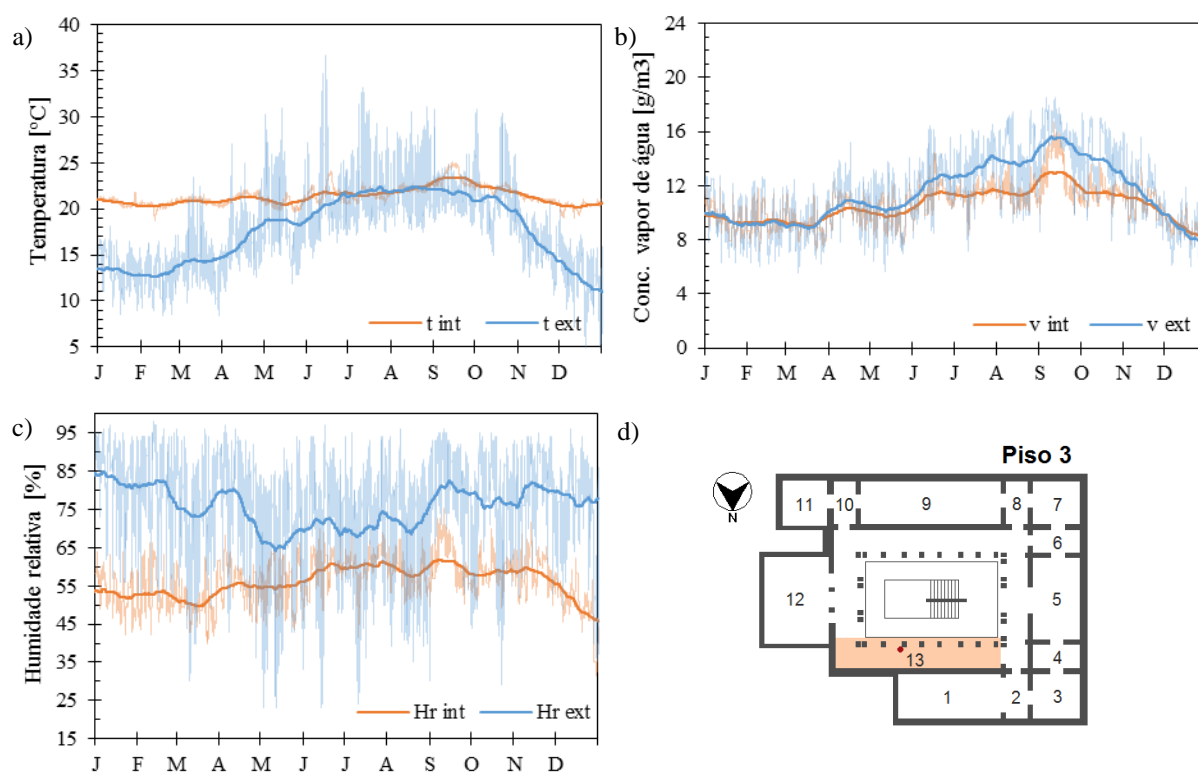 a)
Temperatura [°C]
40
35
30
25
20
15
10
5
t int t ext
J F M A M J J A S O N D
b)
Conc. vapor de água [g/m3]
24
20
16
12
8
4
0
v int v ext
J F M A M J J A S O N D
c)
Humidade relativa [%]
95
85
75
65
55
45
35
25
15
Hr int Hr ext
J F M A M J J A S O N D
d)
Piso 3
N
11 10 9 8 7
6
12 5
13 4
1 2 3